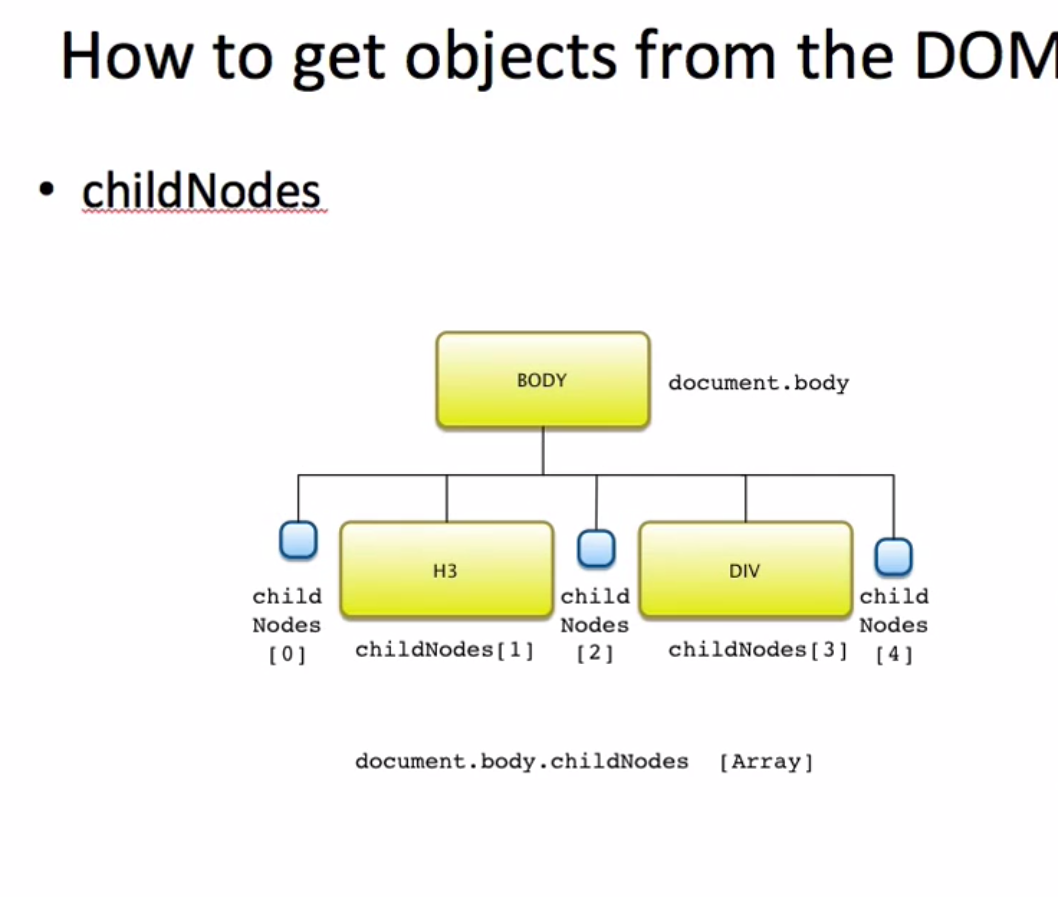 How to get objects from the DOM
• childNodes
BODY
document.body
H3
DIV
child
Nodes
[0]
childNodes[1]
child
Nodes
[2]
childNodes[3]
child
Nodes
[4]
document.body.childNodes [Array]